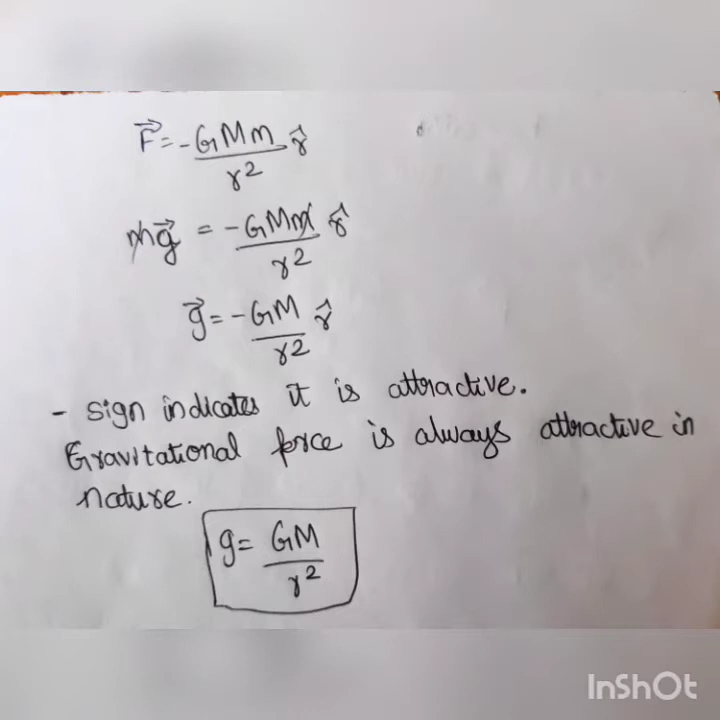 F⃗ = -GMm/r² r̂
mg⃗ = -GMm/r² r̂
g⃗ = -GM/r² r̂
- sign indicates it is attractive.
Gravitational force is always attractive in
nature.
g = GM/r²
InShOt